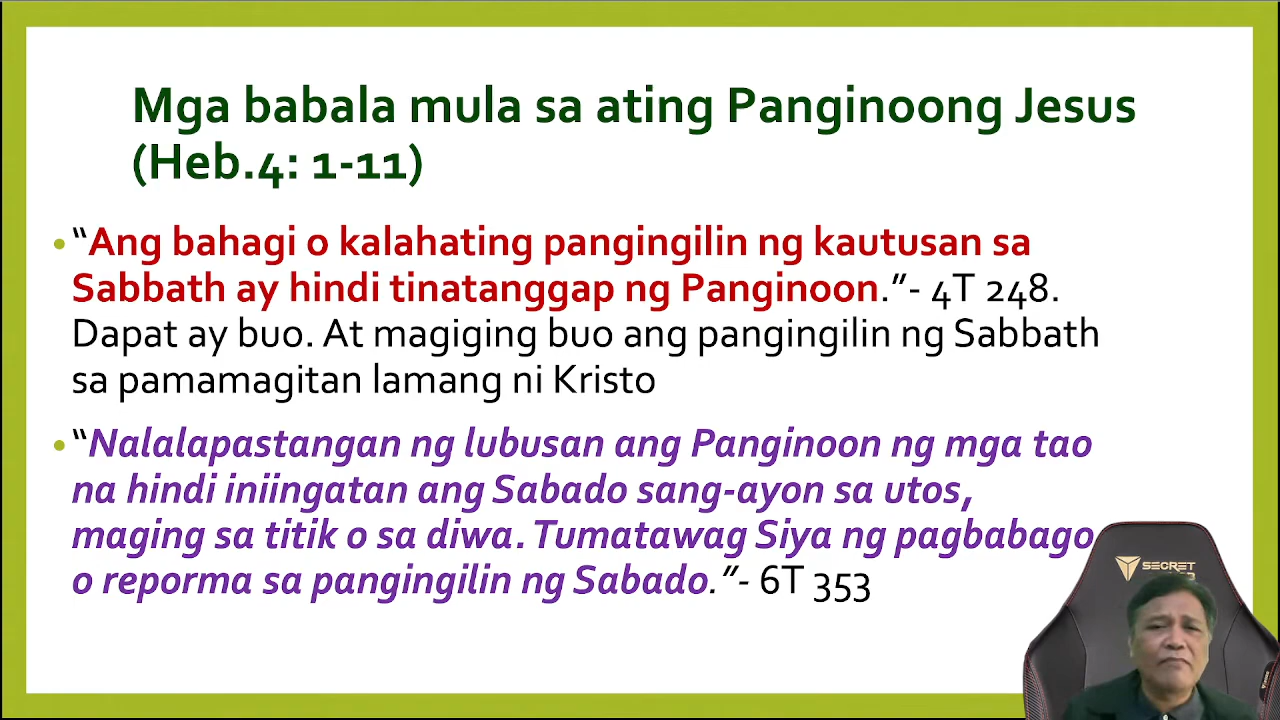 Mga babala mula sa ating Panginoong Jesus
(Heb.4: 1-11)
• “Ang bahagi o kalahating pangingilin ng kautusan sa
Sabbath ay hindi tinatanggap ng Panginoon.”- 4T 248.
Dapat ay buo. At magiging buo ang pangingilin ng Sabbath
sa pamamagitan lamang ni Kristo
• “Nalalapastangan ng lubusan ang Panginoon ng mga tao
na hindi iniingatan ang Sabado sang-ayon sa utos,
maging sa titik o sa diwa. Tumatawag Siya ng pagbabago
o reporma sa pangingilin ng Sabado.”- 6T 353
SECRET